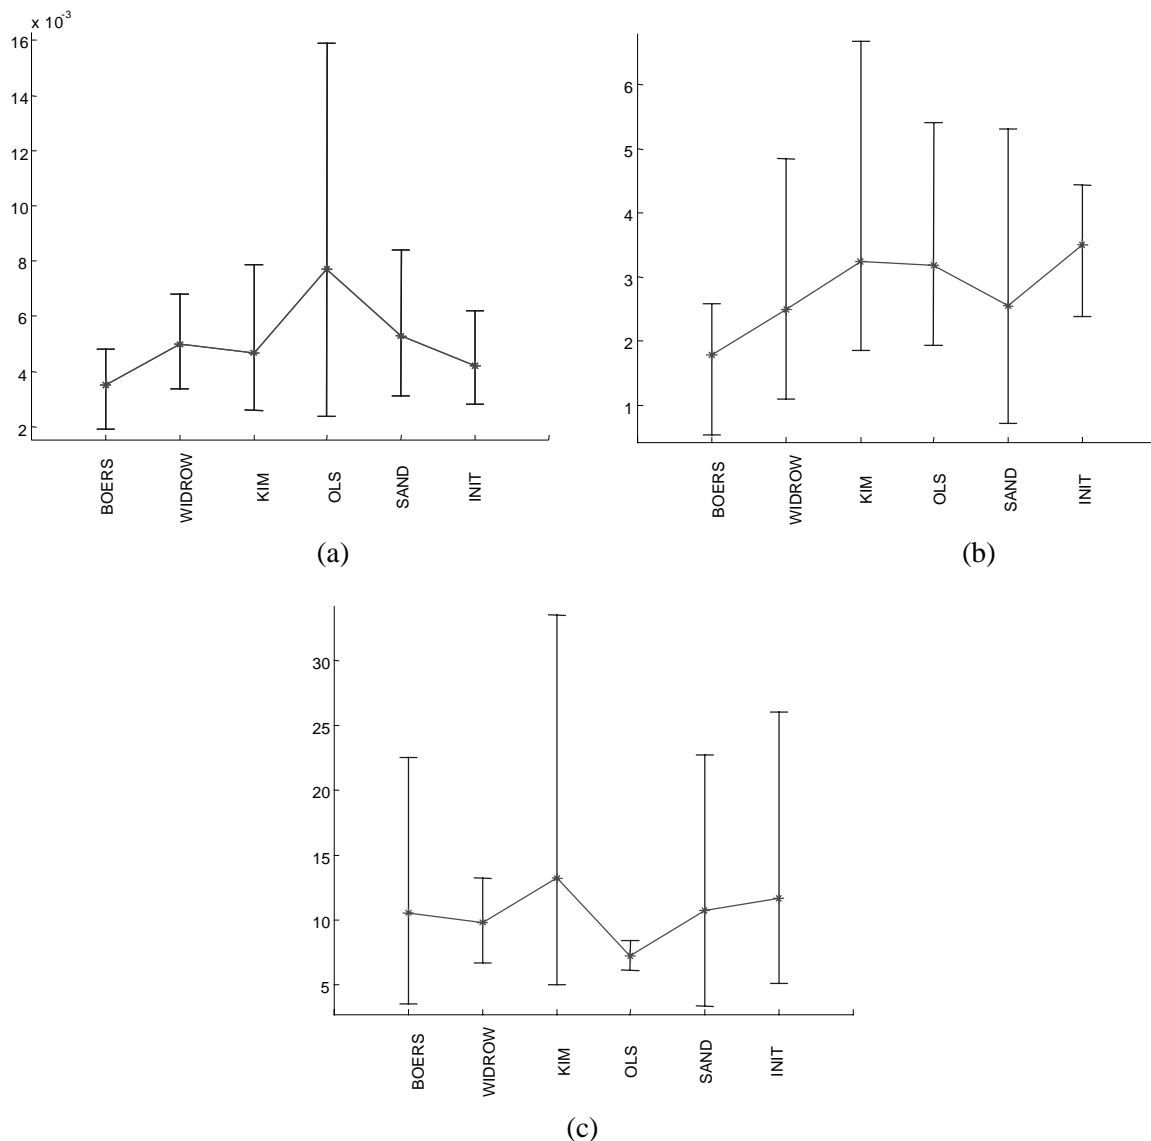 x 10-3
16
14
12
10
8
6
4
2
BOERS
WIDROW
KIM
OLS
SAND
INIT
(a)
6
5
4
3
2
1
BOERS
WIDROW
KIM
OLS
SAND
INIT
(b)
30
25
20
15
10
5
BOERS
WIDROW
KIM
OLS
SAND
INIT
(c)